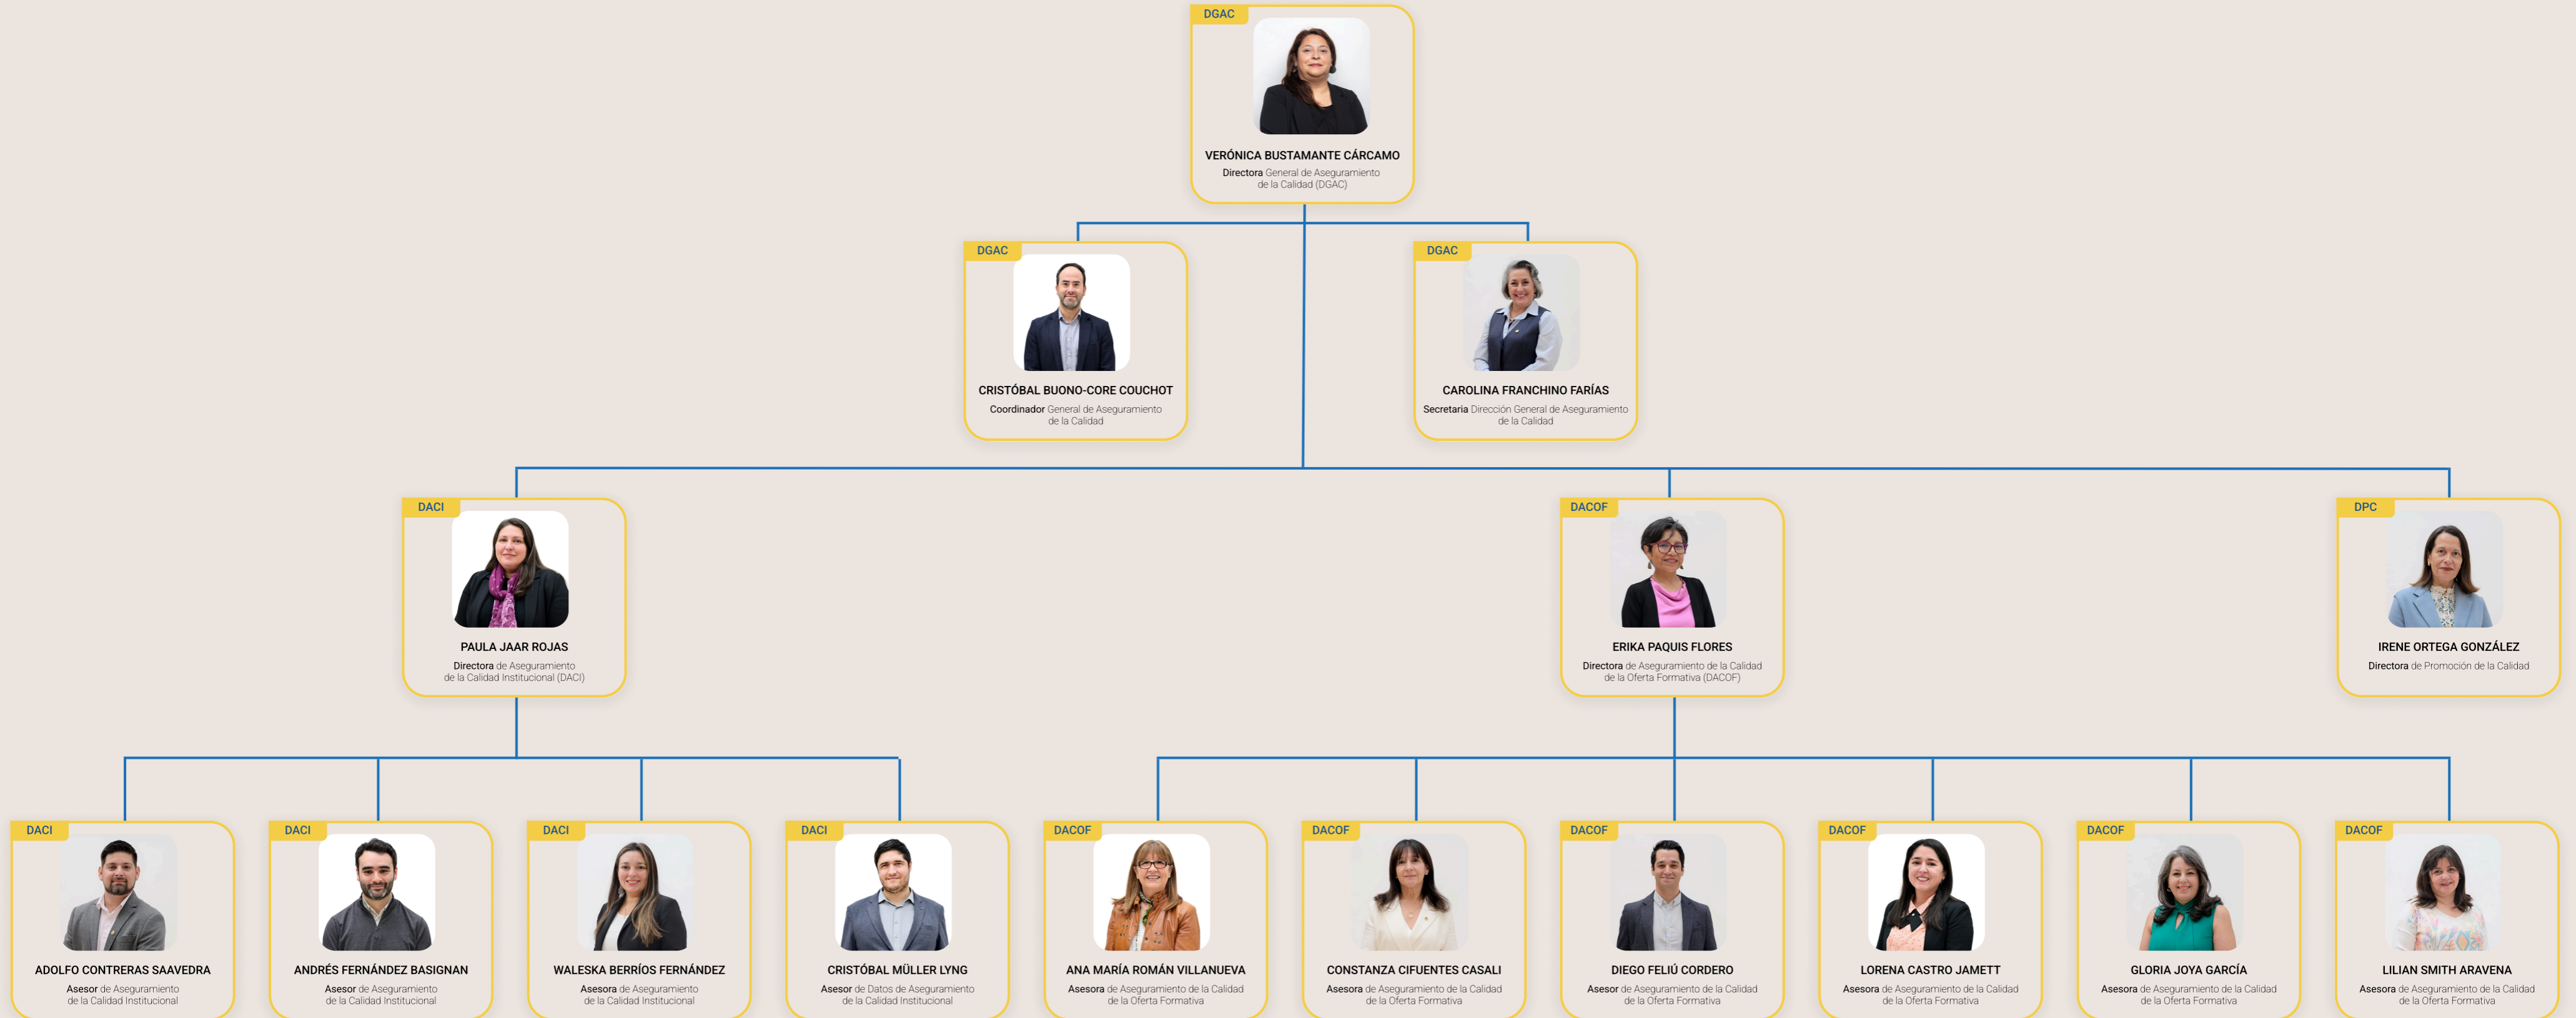 DGAC
VERÓNICA BUSTAMANTE CÁRCAMO
Directora General de Aseguramiento
de la Calidad (DGAC)
DGAC
CRISTÓBAL BUONO-CORE COUCHOT
Coordinador General de Aseguramiento
de la Calidad
DGAC
CAROLINA FRANCHINO FARÍAS
Secretaria Dirección General de Aseguramiento
de la Calidad
DACI
PAULA JAAR ROJAS
Directora de Aseguramiento
de la Calidad Institucional (DACI)
DACOF
ERIKA PAQUIS FLORES
Directora de Aseguramiento de la Calidad
de la Oferta Formativa (DACOF)
DPC
IRENE ORTEGA GONZÁLEZ
Directora de Promoción de la Calidad
DACI
ADOLFO CONTRERAS SAAVEDRA
Asesor de Aseguramiento
de la Calidad Institucional
DACI
ANDRÉS FERNÁNDEZ BASIGNAN
Asesor de Aseguramiento
de la Calidad Institucional
DACI
WALESKA BERRÍOS FERNÁNDEZ
Asesora de Aseguramiento
de la Calidad Institucional
DACI
CRISTÓBAL MÜLLER LYNG
Asesor de Datos de Aseguramiento
de la Calidad Institucional
DACOF
ANA MARÍA ROMÁN VILLANUEVA
Asesora de Aseguramiento de la Calidad
de la Oferta Formativa
DACOF
CONSTANZA CIFUENTES CASALI
Asesora de Aseguramiento de la Calidad
de la Oferta Formativa
DACOF
DIEGO FELIÚ CORDERO
Asesor de Aseguramiento de la Calidad
de la Oferta Formativa
DACOF
LORENA CASTRO JAMETT
Asesora de Aseguramiento de la Calidad
de la Oferta Formativa
DACOF
GLORIA JOYA GARCÍA
Asesora de Aseguramiento de la Calidad
de la Oferta Formativa
DACOF
LILIAN SMITH ARAVENA
Asesora de Aseguramiento de la Calidad
de la Oferta Formativa